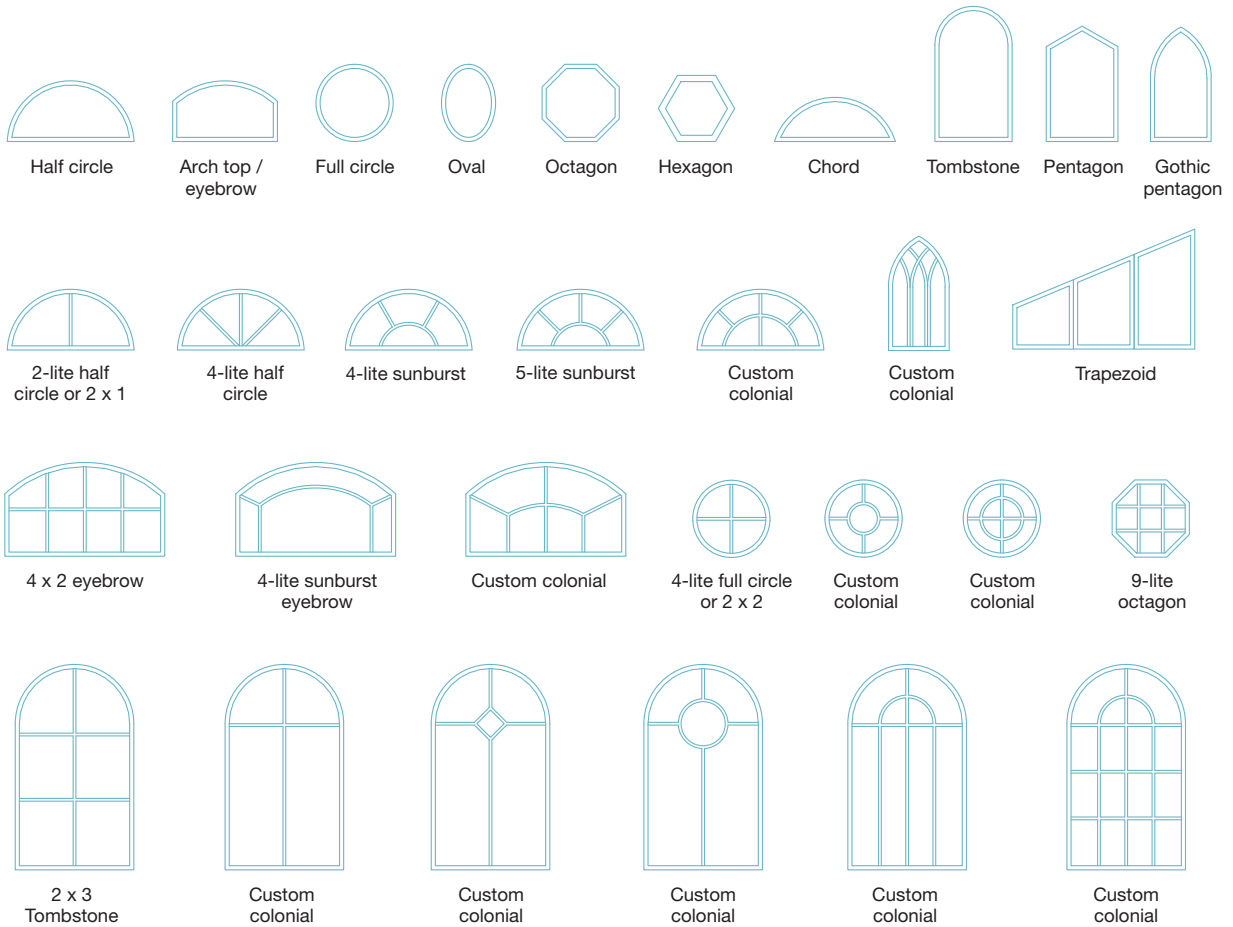 Half circle
Arch top /
eyebrow
Full circle
Oval
Octagon
Hexagon
Chord
Tombstone
Pentagon
Gothic
pentagon
2-lite half
circle or 2 x 1
4-lite half
circle
4-lite sunburst
5-lite sunburst
Custom
colonial
Custom
colonial
Trapezoid
4 x 2 eyebrow
4-lite sunburst
eyebrow
Custom colonial
4-lite full circle
or 2 x 2
Custom
colonial
Custom
colonial
9-lite
octagon
2 x 3
Tombstone
Custom
colonial
Custom
colonial
Custom
colonial
Custom
colonial
Custom
colonial